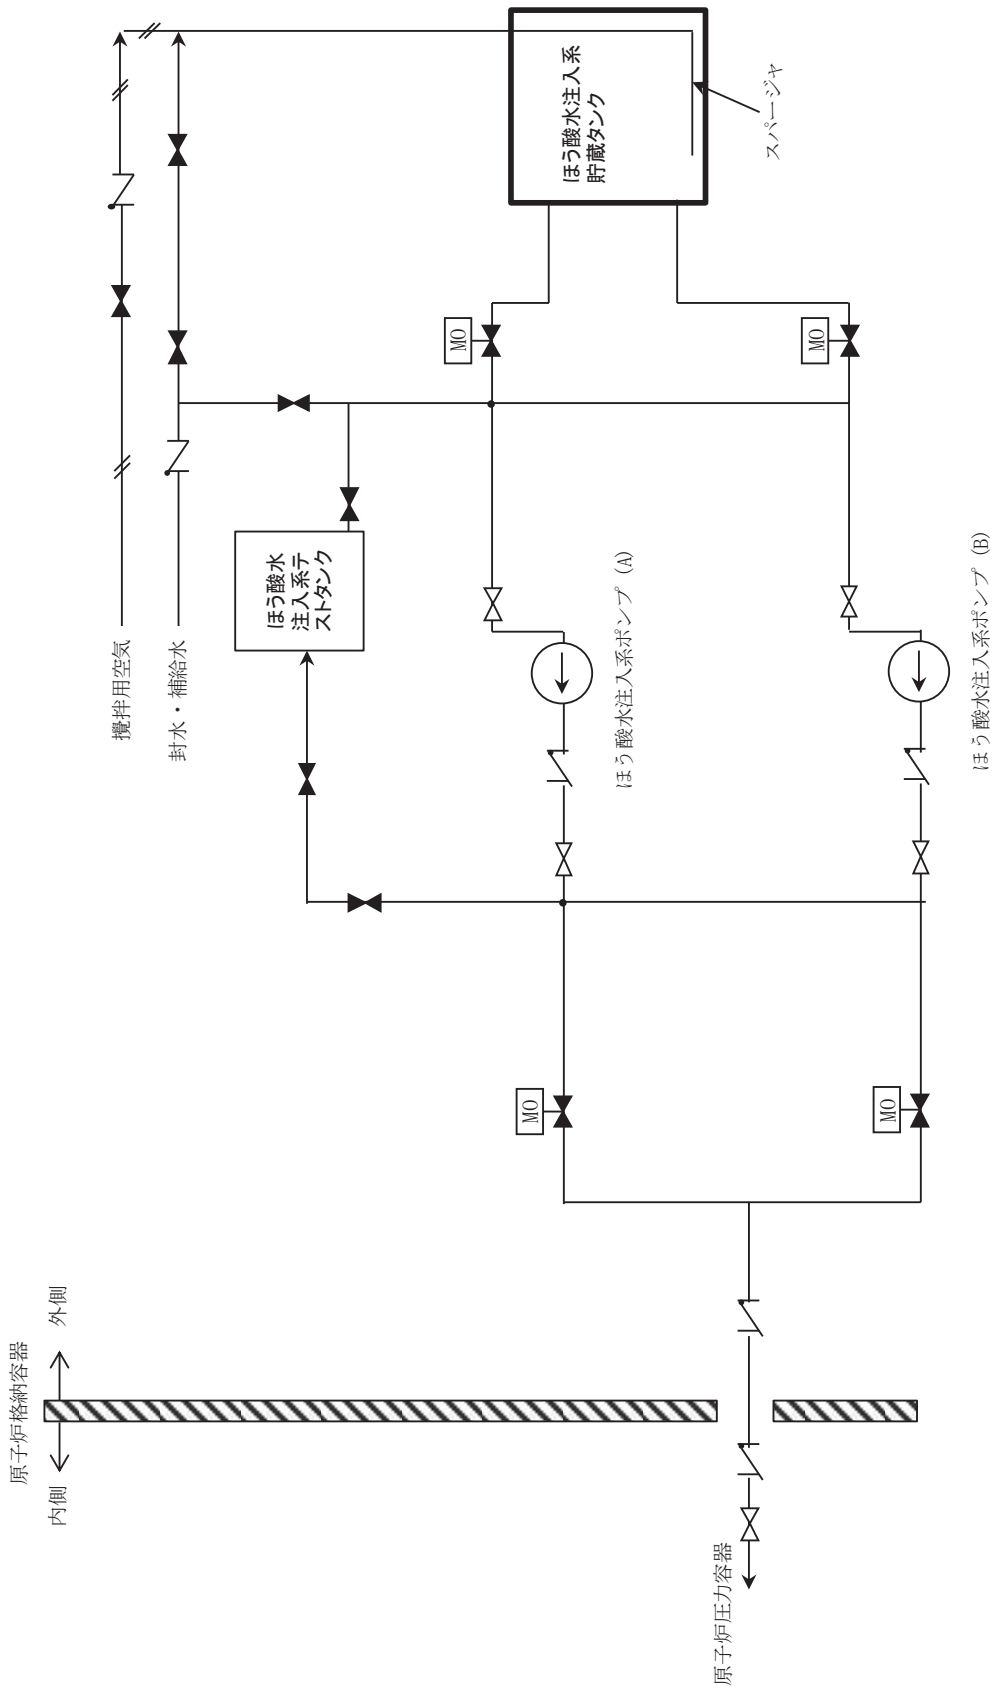 原子炉格納容器
内側
外側
原子炉圧力容器
MO
MO
攪拌用空気
封水・補給水
ほう酸水
注入系テ
ストタンク
ほう酸水注入系ポンプ (A)
ほう酸水注入系ポンプ (B)
MO
MO
ほう酸水注入系
貯蔵タンク
スパージャ